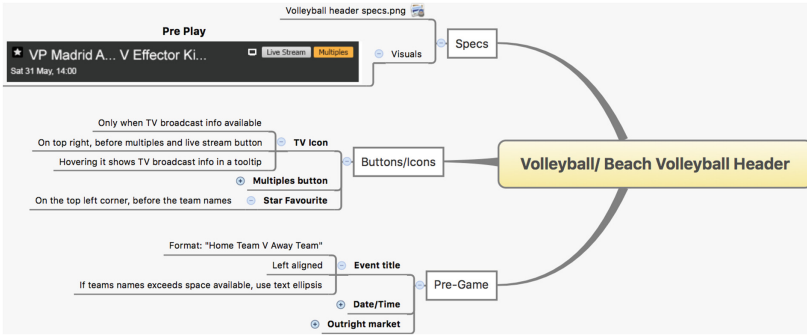 Volleyball header specs.png
Pre Play
VP Madrid A... V Effector Ki...
Live Stream
Multiples
Sat 31 May, 14:00
Visuals
Specs
Only when TV broadcast info available
On top right, before multiples and live stream button
TV Icon
Hovering it shows TV broadcast info in a tooltip
Buttons/Icons
Multiples button
On the top left corner, before the team names
Star Favourite
Volleyball/ Beach Volleyball Header
Format: "Home Team V Away Team"
Left aligned
Event title
If teams names exceeds space available, use text ellipsis
Pre-Game
Date/Time
Outright market